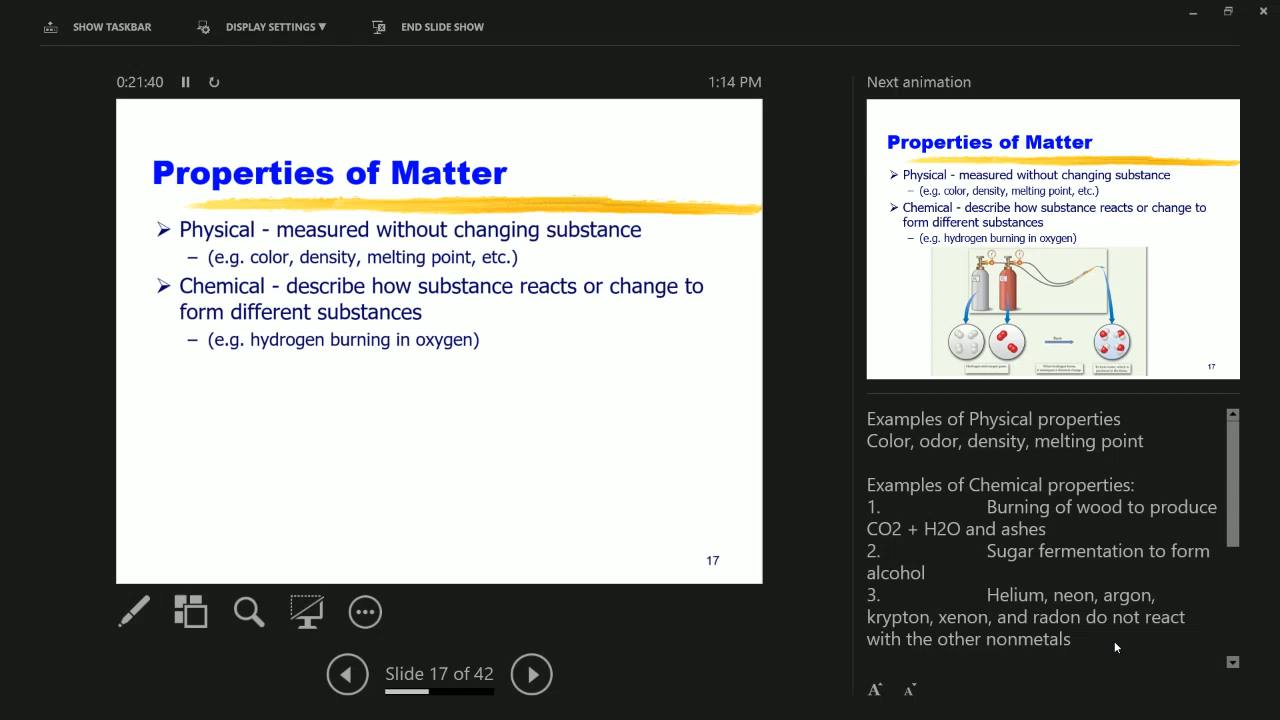 SHOW TASKBAR
DISPLAY SETTINGS ▼
END SLIDE SHOW
0:21:40
1:14 PM
Properties of Matter
➢ Physical - measured without changing substance
– (e.g. color, density, melting point, etc.)
➢ Chemical - describe how substance reacts or change to
form different substances
– (e.g. hydrogen burning in oxygen)
17
Slide 17 of 42
Next animation
Properties of Matter
➢ Physical - measured without changing substance
– (e.g. color, density, melting point, etc.)
➢ Chemical - describe how substance reacts or change to
form different substances
– (e.g. hydrogen burning in oxygen)
17
Examples of Physical properties
Color, odor, density, melting point
Examples of Chemical properties:
1. Burning of wood to produce
CO2 + H2O and ashes
2. Sugar fermentation to form
alcohol
3. Helium, neon, argon,
krypton, xenon, and radon do not react
with the other nonmetals
A A